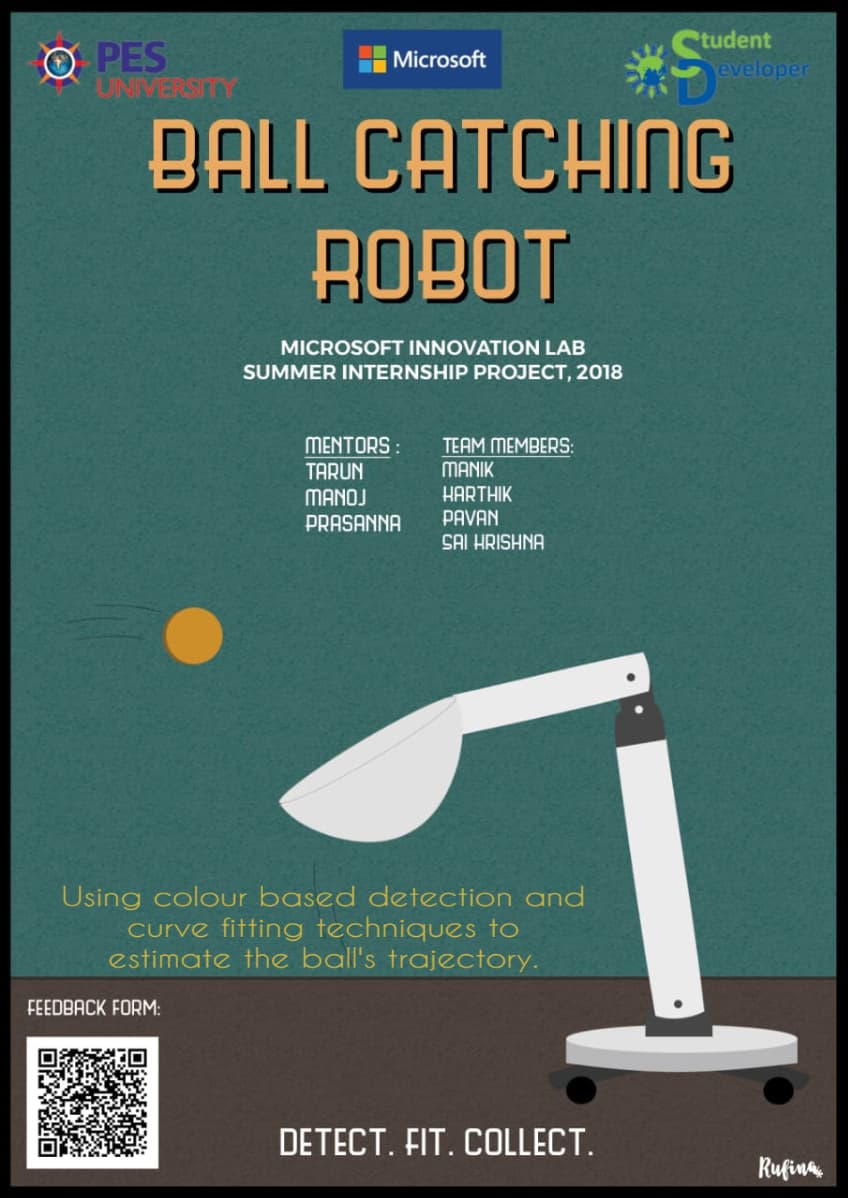 PES
UNIVERSITY
Microsoft
Student
Developer
BALL CATCHING
ROBOT
MICROSOFT INNOVATION LAB
SUMMER INTERNSHIP PROJECT, 2018
MENTORS :
TARUN
MANOJ
PRASANNA
TEAM MEMBERS:
MANIK
KARTHIK
PAVAN
SAI KRISHNA
Using colour based detection and
curve fitting techniques to
estimate the ball's trajectory.
FEEDBACK FORM:
DETECT. FIT. COLLECT.
Rufina